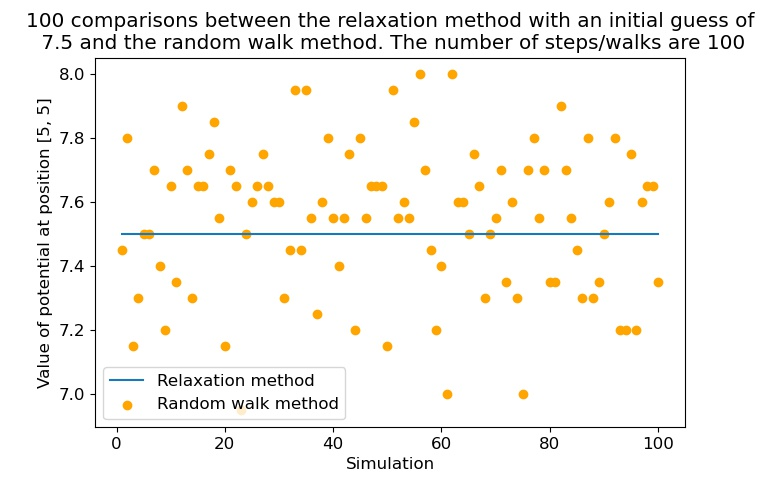 100 comparisons between the relaxation method with an initial guess of
7.5 and the random walk method. The number of steps/walks are 100
8.0
7.8
7.6
7.4
7.2
7.0
Value of potential at position [5, 5]
Relaxation method
Random walk method
0
20
40
60
80
100
Simulation